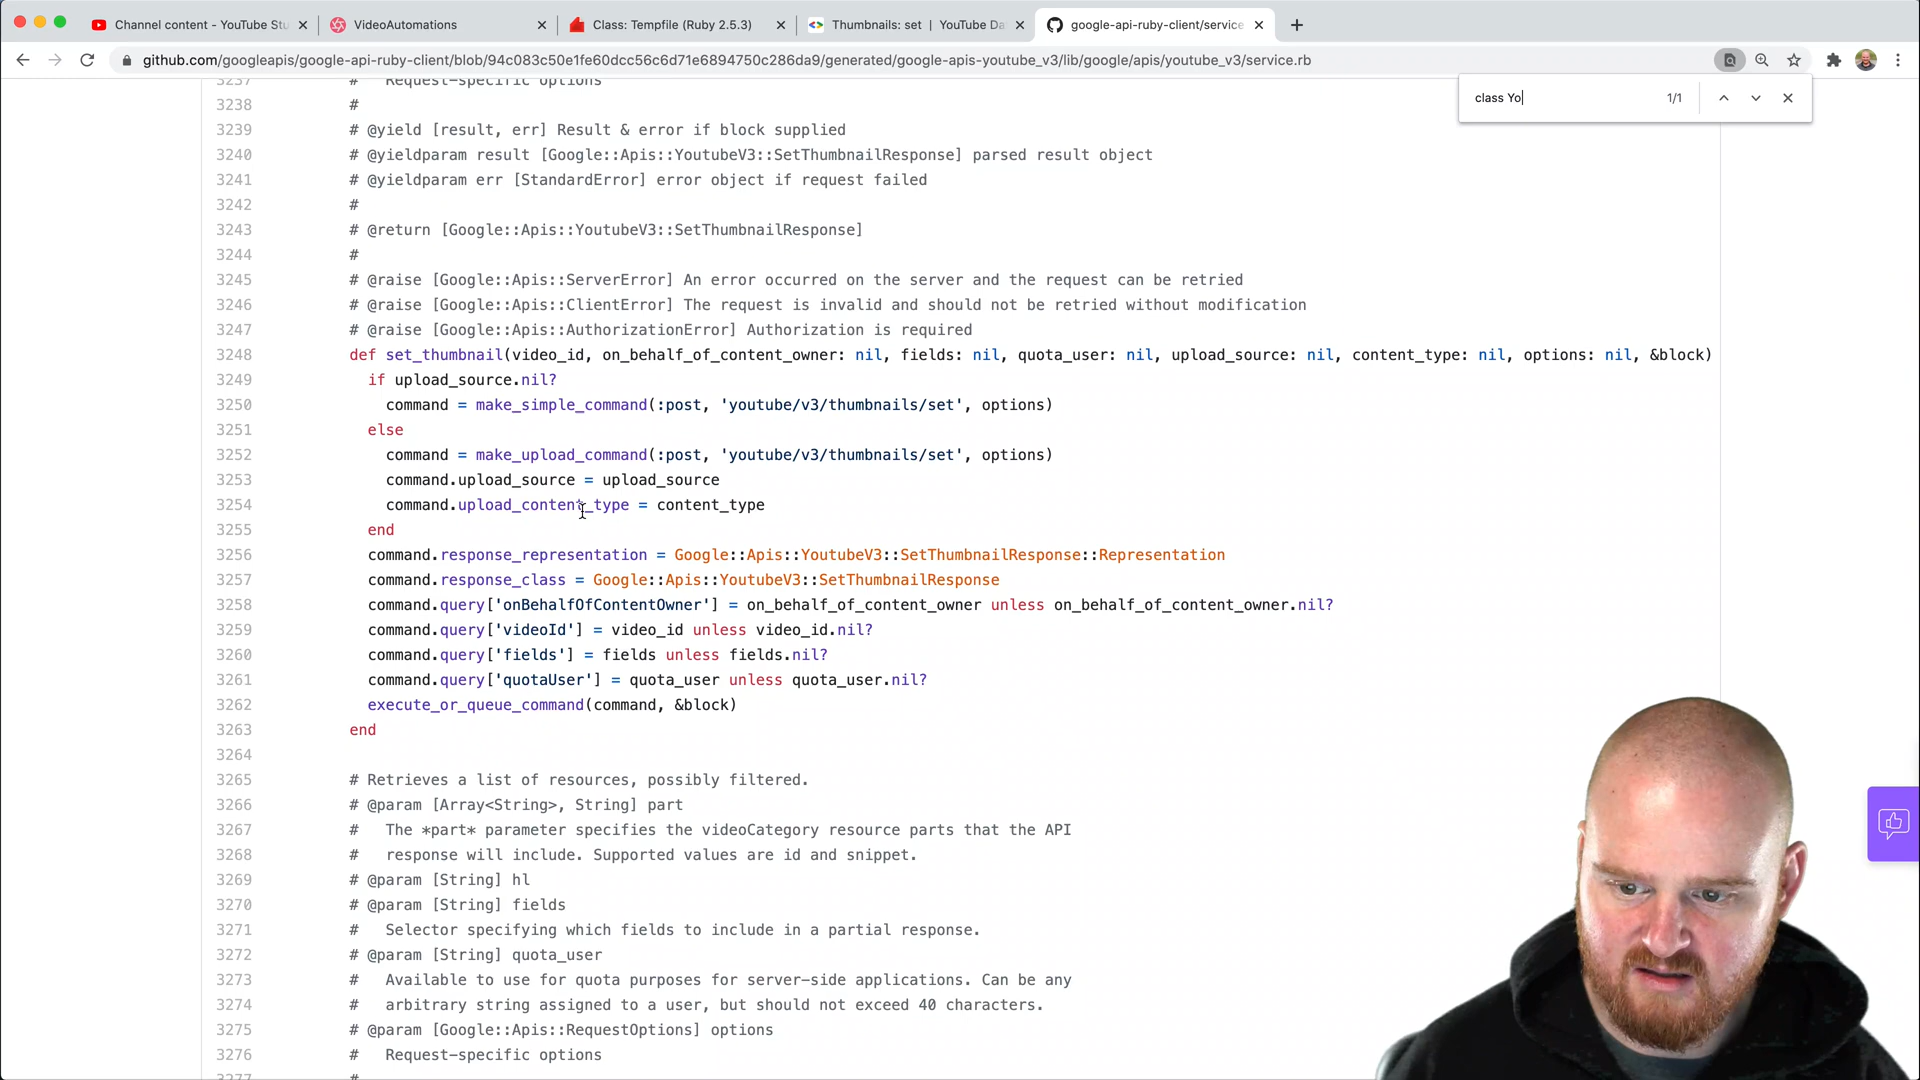 Channel content - YouTube Stu
VideoAutomations
Class: Tempfile (Ruby 2.5.3)
Thumbnails: set | YouTube Da
google-api-ruby-client/service
github.com/googleapis/google-api-ruby-client/blob/94c083c50e1fe60dcc56c6d71e6894750c286da9/generated/google-apis-youtube_v3/lib/google/apis/youtube_v3/service.rb
class Yo 1/1
3237 # Request-specific options
3238 #
3239 # @yield [result, err] Result & error if block supplied
3240 # @yieldparam result [Google::Apis::YoutubeV3::SetThumbnailResponse] parsed result object
3241 # @yieldparam err [StandardError] error object if request failed
3242 #
3243 # @return [Google::Apis::YoutubeV3::SetThumbnailResponse]
3244 #
3245 # @raise [Google::Apis::ServerError] An error occurred on the server and the request can be retried
3246 # @raise [Google::Apis::ClientError] The request is invalid and should not be retried without modification
3247 # @raise [Google::Apis::AuthorizationError] Authorization is required
3248 def set_thumbnail(video_id, on_behalf_of_content_owner: nil, fields: nil, quota_user: nil, upload_source: nil, content_type: nil, options: nil, &block)
3249 if upload_source.nil?
3250 command = make_simple_command(:post, 'youtube/v3/thumbnails/set', options)
3251 else
3252 command = make_upload_command(:post, 'youtube/v3/thumbnails/set', options)
3253 command.upload_source = upload_source
3254 command.upload_content_type = content_type
3255 end
3256 command.response_representation = Google::Apis::YoutubeV3::SetThumbnailResponse::Representation
3257 command.response_class = Google::Apis::YoutubeV3::SetThumbnailResponse
3258 command.query['onBehalfOfContentOwner'] = on_behalf_of_content_owner unless on_behalf_of_content_owner.nil?
3259 command.query['videoId'] = video_id unless video_id.nil?
3260 command.query['fields'] = fields unless fields.nil?
3261 command.query['quotaUser'] = quota_user unless quota_user.nil?
3262 execute_or_queue_command(command, &block)
3263 end
3264
3265 # Retrieves a list of resources, possibly filtered.
3266 # @param [Array<String>, String] part
3267 # The *part* parameter specifies the videoCategory resource parts that the API
3268 # response will include. Supported values are id and snippet.
3269 # @param [String] hl
3270 # @param [String] fields
3271 # Selector specifying which fields to include in a partial response.
3272 # @param [String] quota_user
3273 # Available to use for quota purposes for server-side applications. Can be any
3274 # arbitrary string assigned to a user, but should not exceed 40 characters.
3275 # @param [Google::Apis::RequestOptions] options
3276 # Request-specific options
3277 #